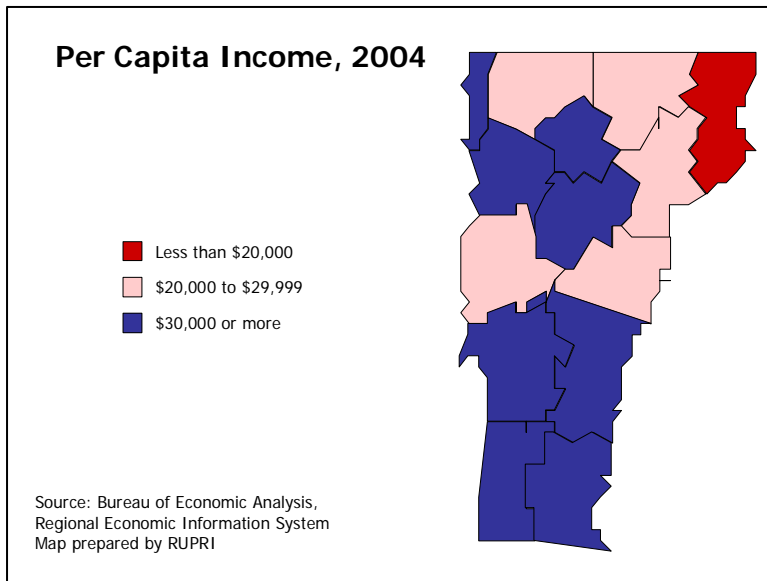 Per Capita Income, 2004
Less than $20,000
$20,000 to $29,999
$30,000 or more
Source: Bureau of Economic Analysis,
Regional Economic Information System
Map prepared by RUPRI